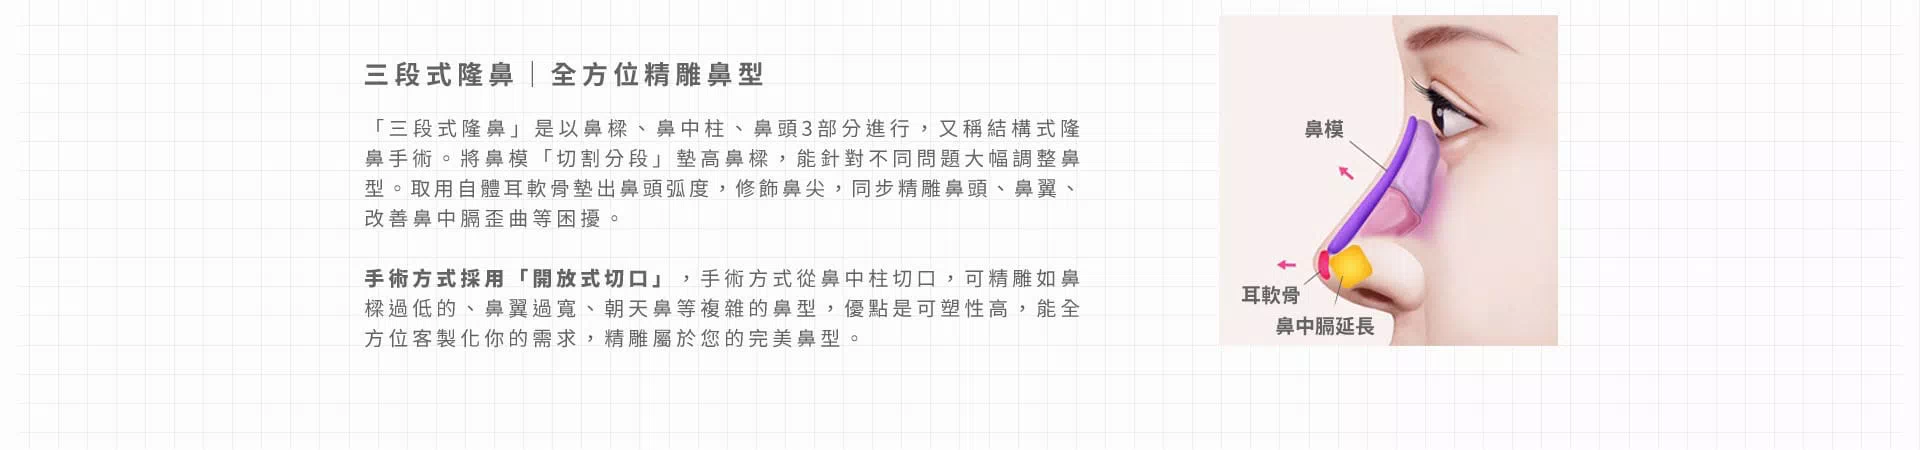 三段式隆鼻｜全方位精雕鼻型
「三段式隆鼻」是以鼻樑、鼻中柱、鼻頭3部分進行，又稱結構式隆
鼻手術。將鼻模「切割分段」墊高鼻樑，能針對不同問題大幅調整鼻
型。取用自體耳軟骨墊出鼻頭弧度，修飾鼻尖，同步精雕鼻頭、鼻翼、
改善鼻中膈歪曲等困擾。
手術方式採用「開放式切口」，手術方式從鼻中柱切口，可精雕如鼻
樑過低的、鼻翼過寬、朝天鼻等複雜的鼻型，優點是可塑性高，能全
方位客製化你的需求，精雕屬於您的完美鼻型。
鼻模
耳軟骨
鼻中膈延長